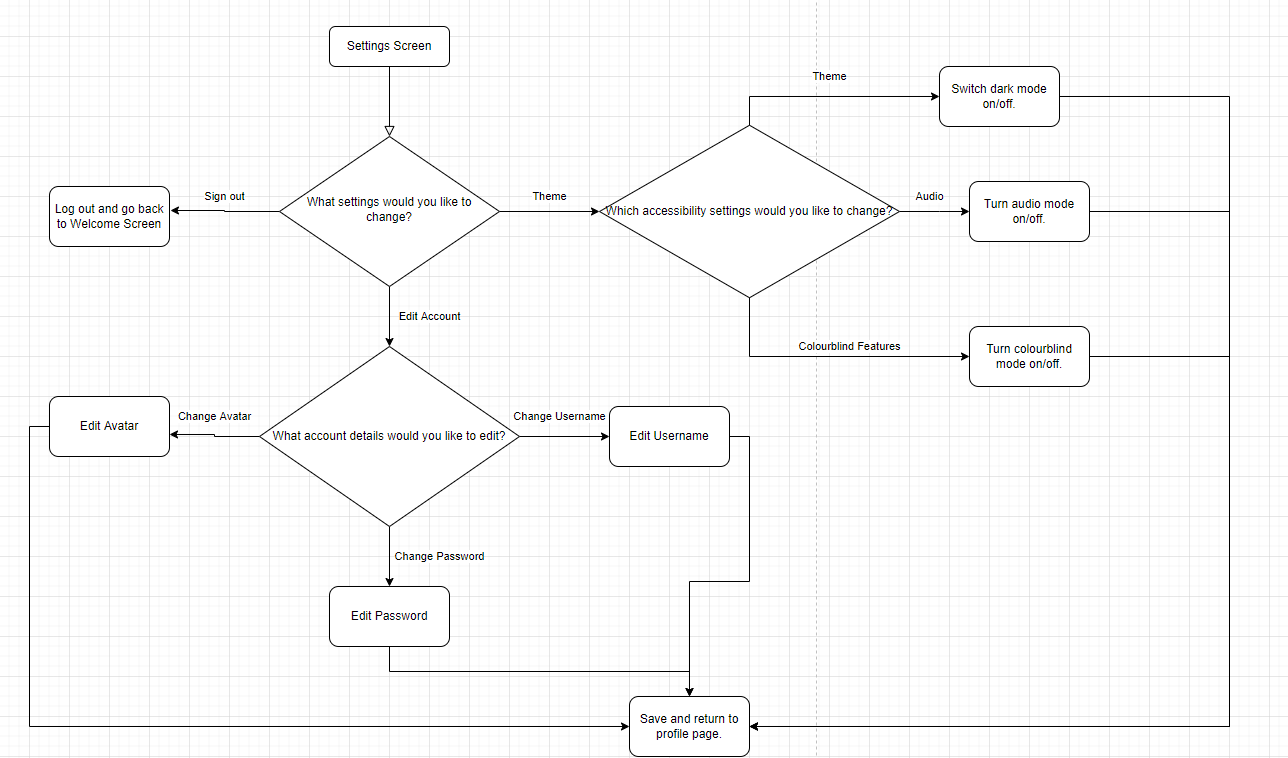 Settings Screen
Theme
Switch dark mode
on/off.
Sign out
Log out and go back
to Welcome Screen
What settings would you like to
change?
Theme
Which accessibility settings would you like to change?
Audio
Turn audio mode
on/off.
Edit Account
Colourblind Features
Turn colourblind
mode on/off.
Edit Avatar
Change Avatar
What account details would you like to edit?
Change Username
Edit Username
Change Password
Edit Password
Save and return to
profile page.